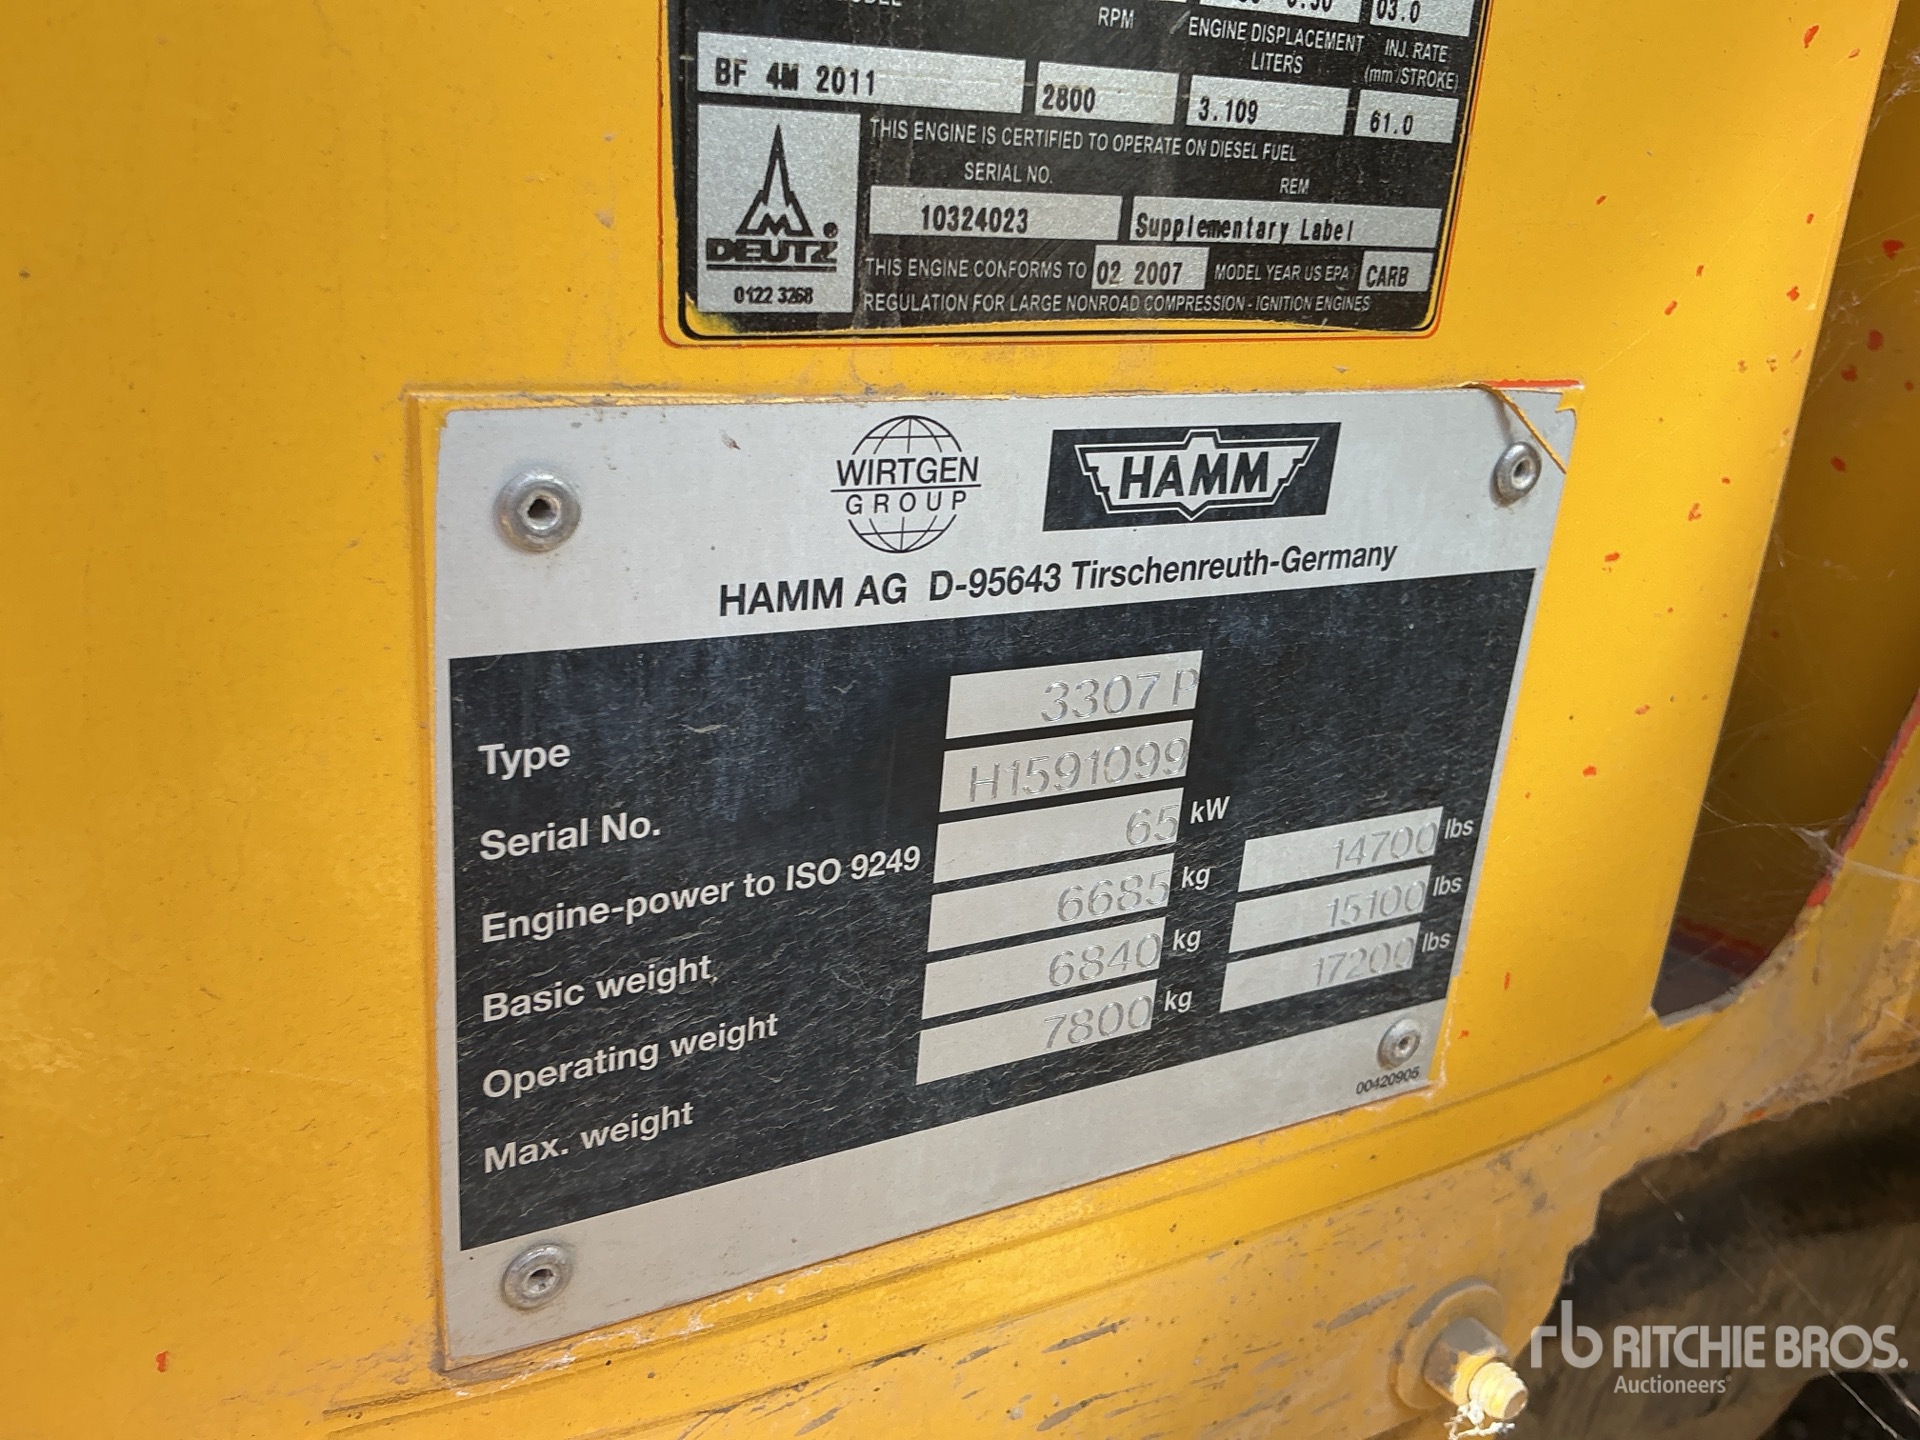 RPM
03.0
ENGINE DISPLACEMENT
LITERS
INJ. RATE
(mm /STROKE)
BF 4M 2011
2800
3.109
61.0
THIS ENGINE IS CERTIFIED TO OPERATE ON DIESEL FUEL
SERIAL NO.
REM
10324023
Supplementary Label
DEUTZ®
0122 3268
THIS ENGINE CONFORMS TO 02 2007 MODEL YEAR US EPA / CARB
REGULATION FOR LARGE NONROAD COMPRESSION - IGNITION ENGINES
WIRTGEN
GROUP
HAMM
HAMM AG D-95643 Tirschenreuth-Germany
Type 3307 P
Serial No. H1591099
Engine-power to ISO 9249 65 kW
Basic weight 6685 kg 14700 lbs
Operating weight 6840 kg 15100 lbs
Max. weight 7800 kg 17200 lbs
00420905
rb RITCHIE BROS.
Auctioneers